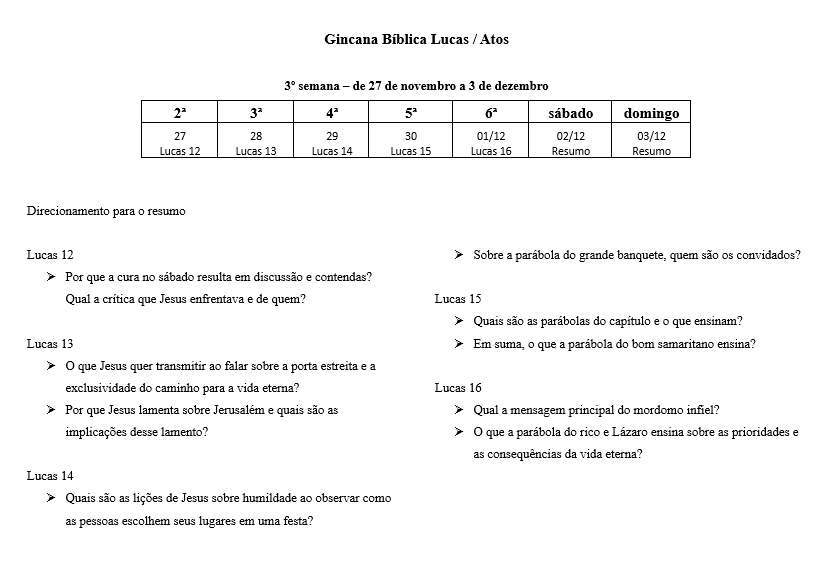 Gincana Bíblica Lucas / Atos
3º semana – de 27 de novembro a 3 de dezembro
2ª 3ª 4ª 5ª 6ª sábado domingo
27 28 29 30 01/12 02/12 03/12
Lucas 12 Lucas 13 Lucas 14 Lucas 15 Lucas 16 Resumo Resumo
Direcionamento para o resumo
Lucas 12
➢ Por que a cura no sábado resulta em discussão e contendas?
Qual a crítica que Jesus enfrentava e de quem?
Lucas 13
➢ O que Jesus quer transmitir ao falar sobre a porta estreita e a
exclusividade do caminho para a vida eterna?
➢ Por que Jesus lamenta sobre Jerusalém e quais são as
implicações desse lamento?
Lucas 14
➢ Quais são as lições de Jesus sobre humildade ao observar como
as pessoas escolhem seus lugares em uma festa?
➢ Sobre a parábola do grande banquete, quem são os convidados?
Lucas 15
➢ Quais são as parábolas do capítulo e o que ensinam?
➢ Em suma, o que a parábola do bom samaritano ensina?
Lucas 16
➢ Qual a mensagem principal do mordomo infiel?
➢ O que a parábola do rico e Lázaro ensina sobre as prioridades e
as consequências da vida eterna?